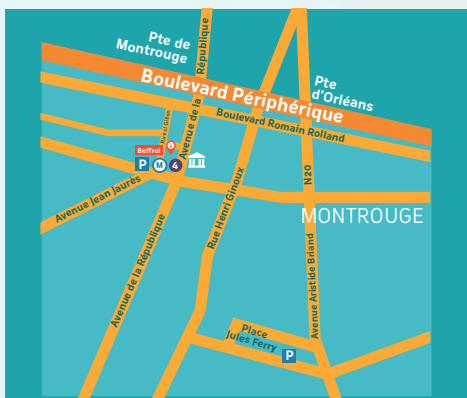 Pte de
Montrouge
Avenue de la République
Boulevard Périphérique
Pte
d'Orléans
Boulevard Romain Rolland
Beffroi
P
M
4
N20
MONTROUGE
Avenue Jean Jaurès
Rue Henri Ginoux
Avenue de la République
Avenue Aristide Briand
Place
Jules Ferry
P